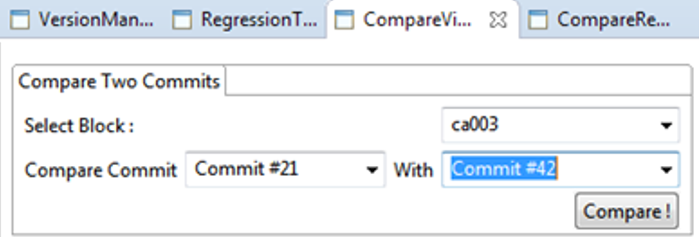 VersionMan... RegressionT... CompareVi... CompareRe...
Compare Two Commits
Select Block : ca003
Compare Commit Commit #21 With Commit #42
Compare !